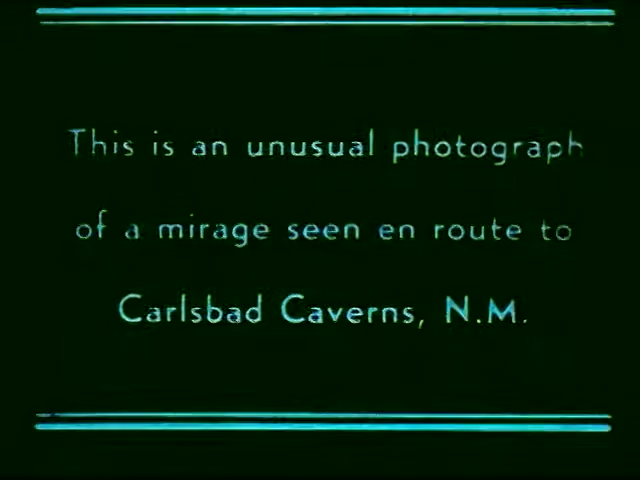 This is an unusual photograph
of a mirage seen en route to
Carlsbad Caverns, N.M.